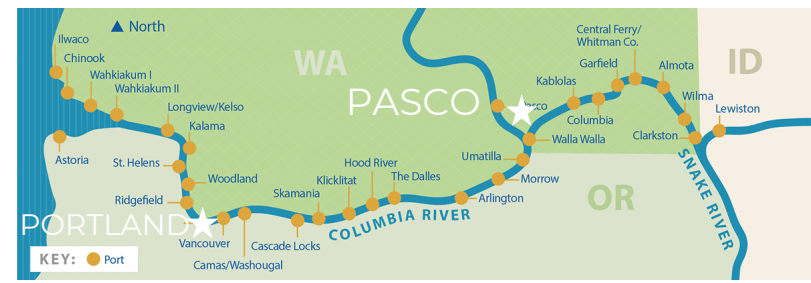 North
Ilwaco
Chinook
Wahkiakum I
Wahkiakum II
Longview/Kelso
Kalama
Astoria
St. Helens
Woodland
Ridgefield
PORTLAND
Vancouver
Camas/Washougal
Cascade Locks
Skamania
Klicklitat
Hood River
The Dalles
COLUMBIA RIVER
Arlington
Morrow
Umatilla
Walla Walla
WA
PASCO
Kablolas
Columbia
Garfield
Central Ferry/
Whitman Co.
Almota
Wilma
Clarkston
Lewiston
ID
SNAKE RIVER
OR
KEY:
Port